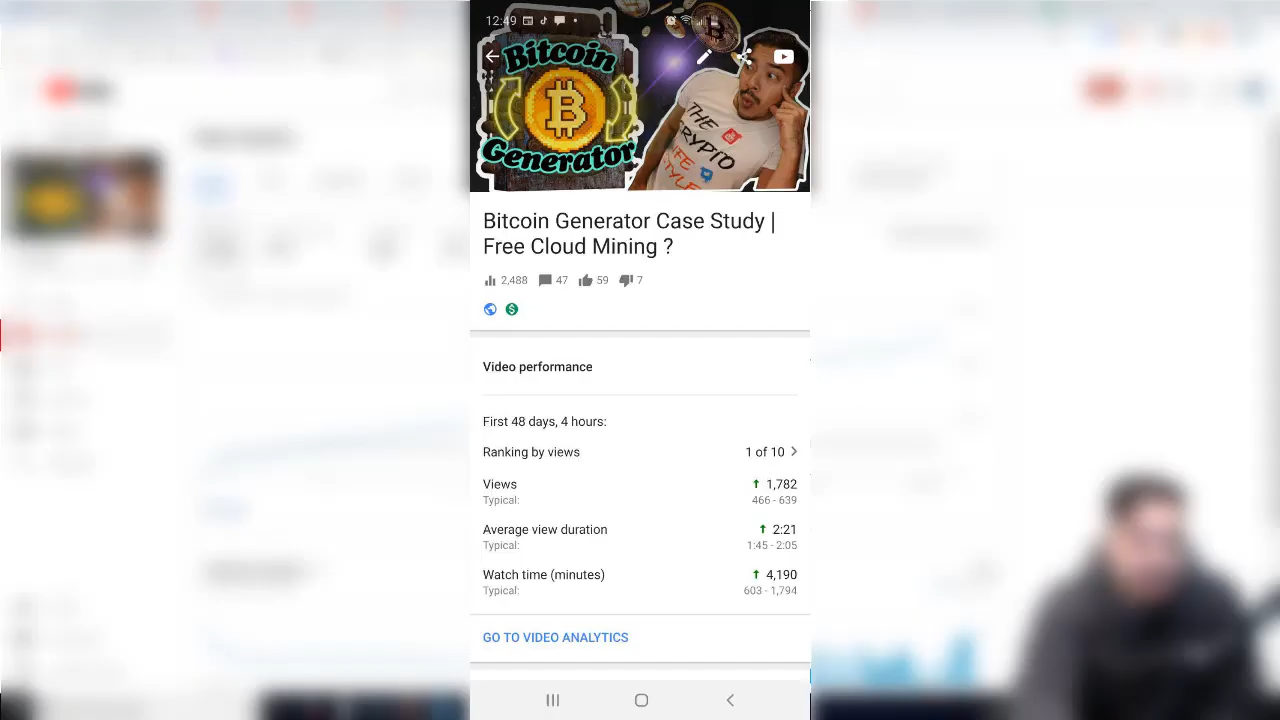 12:49
Bitcoin
Generator
THE
CRYPTO
LIFE
STYLE
Bitcoin Generator Case Study |
Free Cloud Mining ?
2,488 47 59 7
Video performance
First 48 days, 4 hours:
Ranking by views 1 of 10
Views 1,782
Typical: 466 - 639
Average view duration 2:21
Typical: 1:45 - 2:05
Watch time (minutes) 4,190
Typical: 603 - 1,794
GO TO VIDEO ANALYTICS